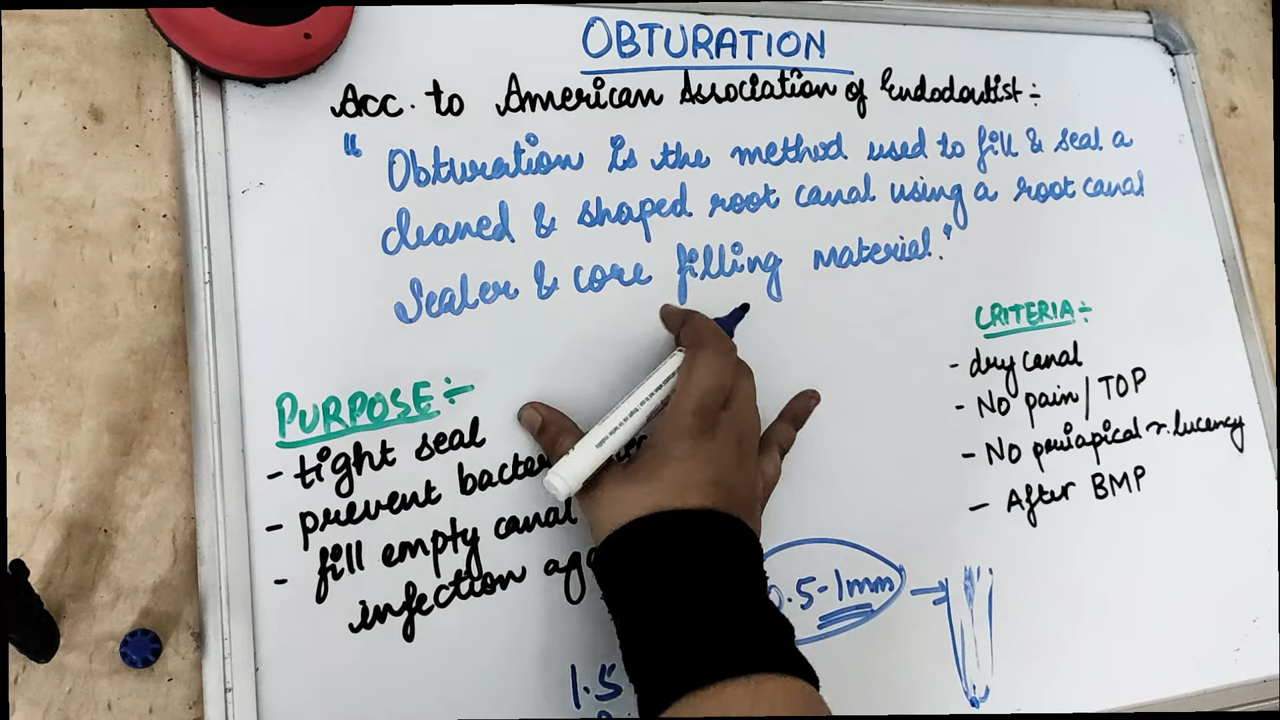 OBTURATION
Acc. to American Association of Endodontist :-
" Obturation is the method used to fill & seal a
cleaned & shaped root canal using a root canal
Sealer & core filling material."
PURPOSE :-
- tight seal
- prevent
- fill empty canal
infection
CRITERIA :-
- dry canal
- No pain / TOP
- No periapical r. lucency
- After BMP
0.5-1mm →
1.5